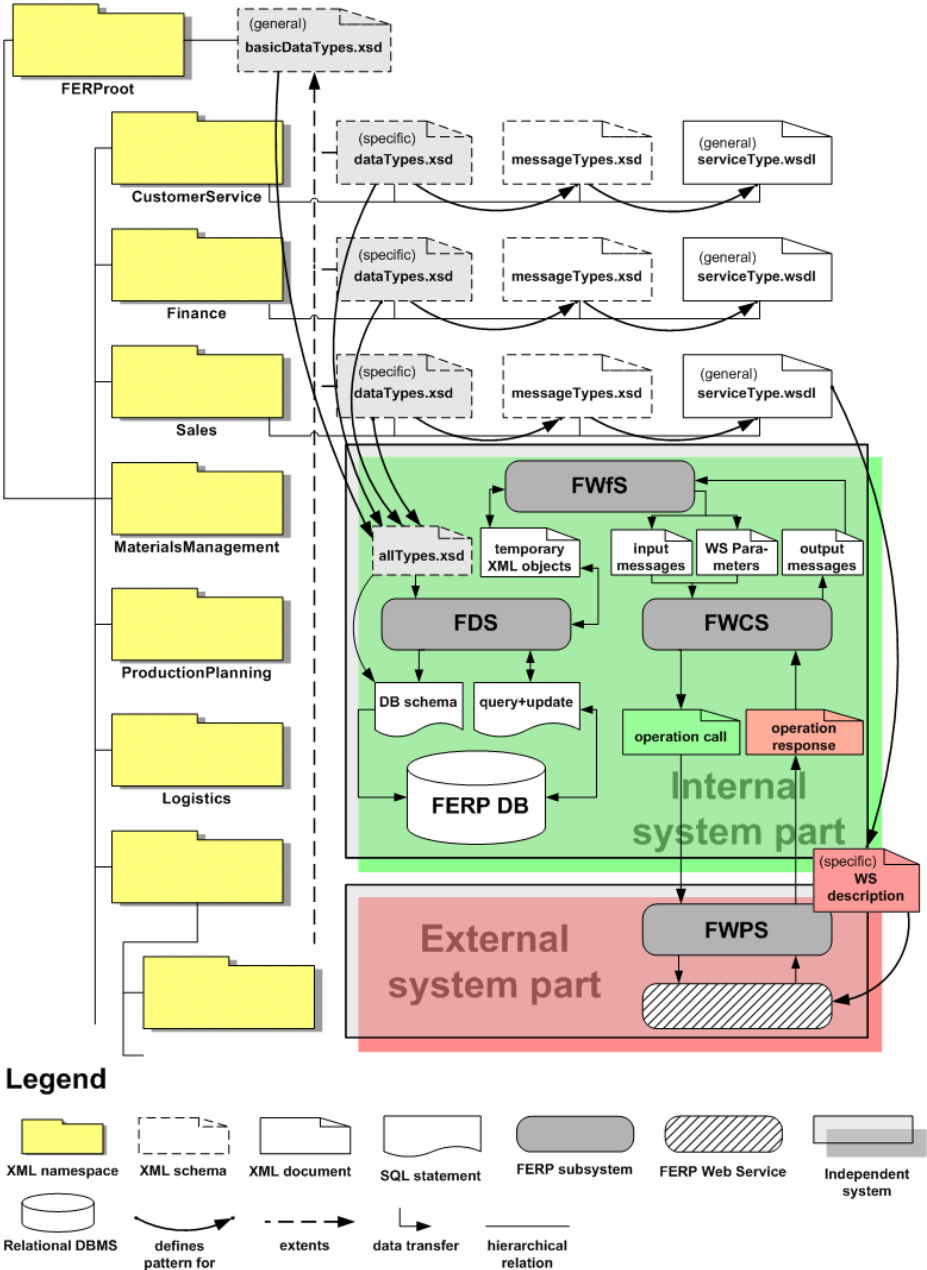 (general)
basicDataTypes.xsd
FERProot
(specific)
dataTypes.xsd
messageTypes.xsd
(general)
serviceType.wsdl
CustomerService
(specific)
dataTypes.xsd
messageTypes.xsd
(general)
serviceType.wsdl
Finance
(specific)
dataTypes.xsd
messageTypes.xsd
(general)
serviceType.wsdl
Sales
FWfS
MaterialsManagement
allTypes.xsd
temporary
XML objects
input
messages
WS Para-
meters
output
messages
FDS
FWCS
ProductionPlanning
DB schema
query+update
operation call
operation
response
Logistics
FERP DB
Internal
system part
(specific)
WS
description
External
system part
FWPS
Legend
XML namespace
XML schema
XML document
SQL statement
FERP subsystem
FERP Web Service
Independent
system
Relational DBMS
defines
pattern for
extents
data transfer
hierarchical
relation